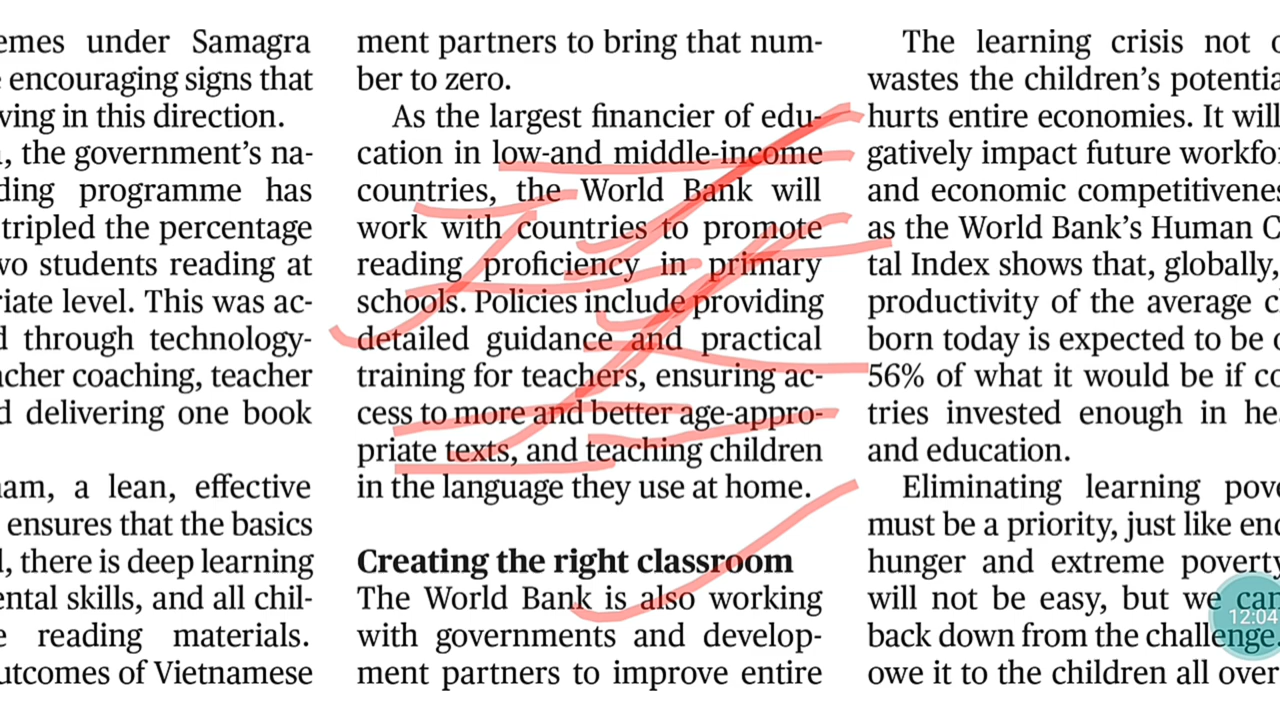 emes under Samagra
encouraging signs that
ving in this direction.
, the government's na-
ding programme has
tripled the percentage
wo students reading at
riate level. This was ac-
d through technology-
acher coaching, teacher
d delivering one book
am, a lean, effective
ensures that the basics
, there is deep learning
ental skills, and all chil-
e reading materials.
utcomes of Vietnamese
ment partners to bring that num-
ber to zero.
As the largest financier of edu-
cation in low-and middle-income
countries, the World Bank will
work with countries to promote
reading proficiency in primary
schools. Policies include providing
detailed guidance and practical
training for teachers, ensuring ac-
cess to more and better age-appro-
priate texts, and teaching children
in the language they use at home.
Creating the right classroom
The World Bank is also working
with governments and develop-
ment partners to improve entire
The learning crisis not o
wastes the children's potentia
hurts entire economies. It will
gatively impact future workfor
and economic competitivenes
as the World Bank's Human C
tal Index shows that, globally,
productivity of the average c
born today is expected to be o
56% of what it would be if co
tries invested enough in hea
and education.
Eliminating learning pove
must be a priority, just like end
hunger and extreme poverty
will not be easy, but we can
back down from the challenge.
owe it to the children all over
12:04